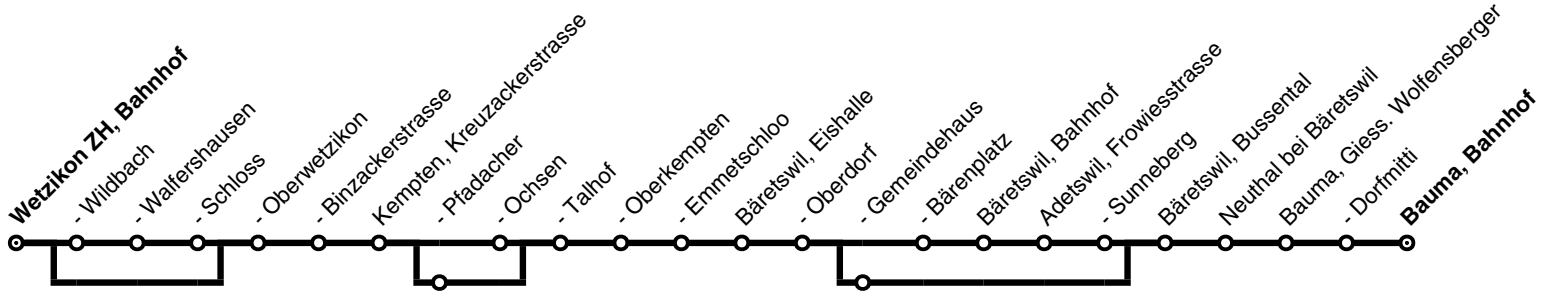 Wetzikon ZH, Bahnhof
- Wildbach
- Walfershausen
- Schloss
- Oberwetzikon
- Binzackerstrasse
Kempten, Kreuzackerstrasse
- Pfadacher
- Ochsen
- Talhof
- Oberkempten
- Emmetschloo
Bäretswil, Eishalle
- Oberdorf
- Gemeindehaus
- Bärenplatz
Bäretswil, Bahnhof
Adetswil, Frowiesstrasse
- Sunneberg
Bäretswil, Bussental
Neuthal bei Bäretswil
Bauma, Giess. Wolfensberger
- Dorfmitti
Bauma, Bahnhof